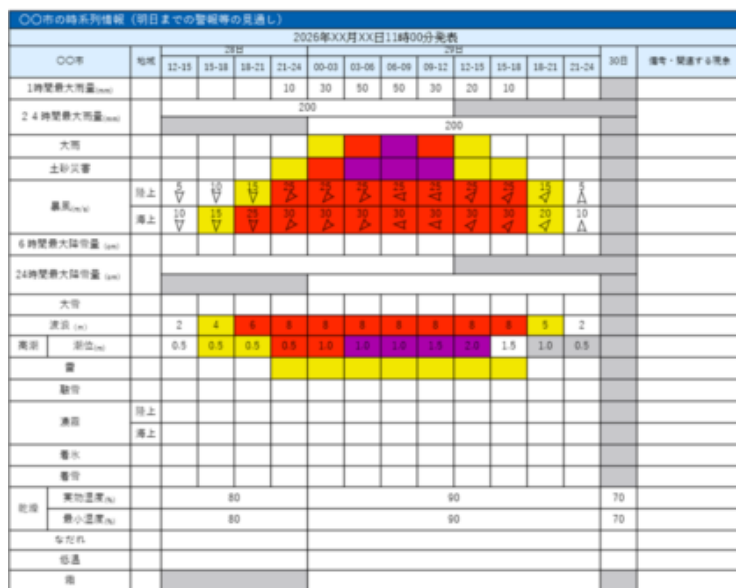 〇〇市の時系列情報（明日までの警報等の見通し）
2026年XX月XX日11時00分発表
〇〇市 地域 28日 29日 30日 備考・関連する現象
12-15 15-18 18-21 21-24 00-03 03-06 06-09 09-12 12-15 15-18 18-21 21-24
1時間最大雨量(mm) 10 30 50 50 30 20 10
24時間最大雨量(mm) 200
200
大雨
土砂災害
暴風(m/s) 陸上 5 10 15 25 25 25 25 25 25 25 15 5
海上 10 15 25 30 30 30 30 30 30 30 20 10
6時間最大降雪量(cm)
24時間最大降雪量(cm)
大雪
波浪(m) 2 4 6 8 8 8 8 8 8 8 5 2
高潮 潮位(m) 0.5 0.5 0.5 0.5 1.0 1.0 1.0 1.5 2.0 1.5 1.0 0.5
雷
融雪
濃霧 陸上
海上
着氷
着雪
乾燥 実効湿度(%) 80 90 70
最小湿度(%) 80 90 70
なだれ
低温
霜